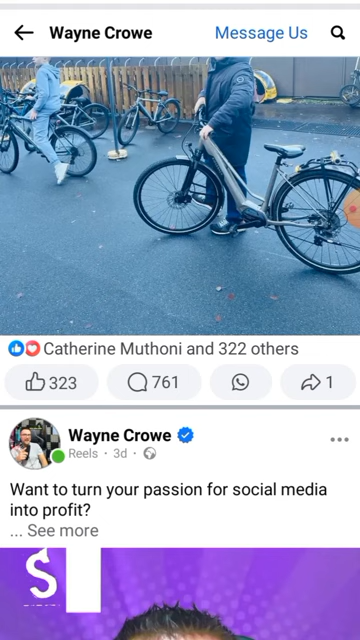 Wayne Crowe
Message Us
Catherine Muthoni and 322 others
323
761
1
Wayne Crowe
Reels · 3d ·
Want to turn your passion for social media
into profit?
... See more
$